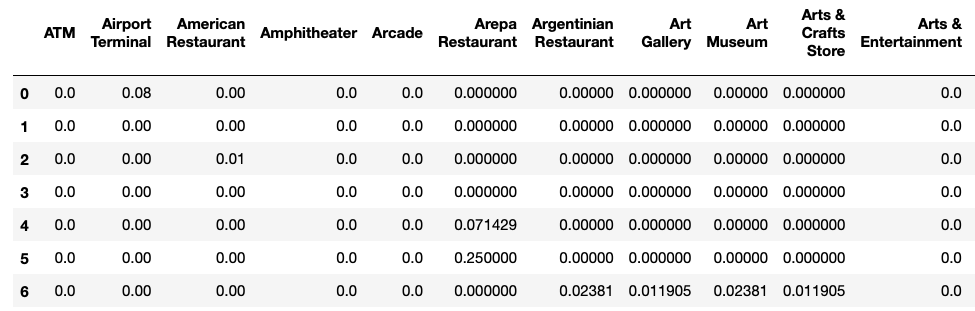 ATM Airport Terminal American Restaurant Amphitheater Arcade Arepa Restaurant Argentinian Restaurant Art Gallery Art Museum Arts & Crafts Store Arts & Entertainment
0 0.0 0.08 0.00 0.0 0.0 0.000000 0.00000 0.000000 0.00000 0.000000 0.0
1 0.0 0.00 0.00 0.0 0.0 0.000000 0.00000 0.000000 0.00000 0.000000 0.0
2 0.0 0.00 0.01 0.0 0.0 0.000000 0.00000 0.000000 0.00000 0.000000 0.0
3 0.0 0.00 0.00 0.0 0.0 0.000000 0.00000 0.000000 0.00000 0.000000 0.0
4 0.0 0.00 0.00 0.0 0.0 0.071429 0.00000 0.000000 0.00000 0.000000 0.0
5 0.0 0.00 0.00 0.0 0.0 0.250000 0.00000 0.000000 0.00000 0.000000 0.0
6 0.0 0.00 0.00 0.0 0.0 0.000000 0.02381 0.011905 0.02381 0.011905 0.0